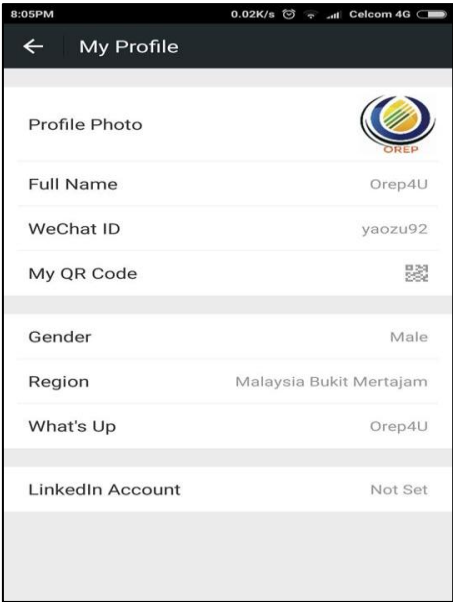 8:05PM 0.02K/s Celcom 4G
My Profile
Profile Photo
OREP
Full Name Orep4U
WeChat ID yaozu92
My QR Code
Gender Male
Region Malaysia Bukit Mertajam
What's Up Orep4U
LinkedIn Account Not Set